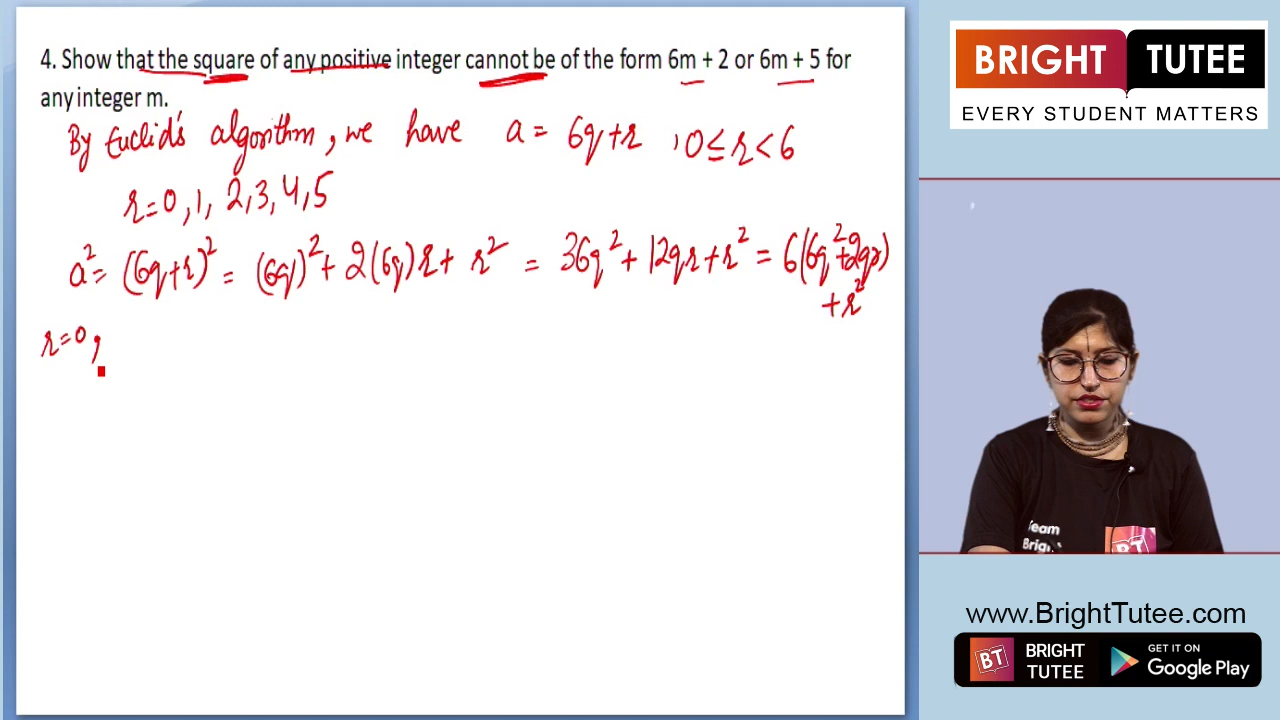 4. Show that the square of any positive integer cannot be of the form 6m + 2 or 6m + 5 for
any integer m.
By Euclid's algorithm, we have a = 6q+r , 0 ≤ r < 6
r=0, 1, 2, 3, 4, 5
a² = (6q+r)² = (6q)² + 2(6q)r + r² = 36q² + 12qr + r² = 6(6q²+2qr)
+ r²
r=0,
BRIGHT TUTEE
EVERY STUDENT MATTERS
Team
Brigh
BT
www.BrightTutee.com
BT BRIGHT TUTEE
GET IT ON
Google Play